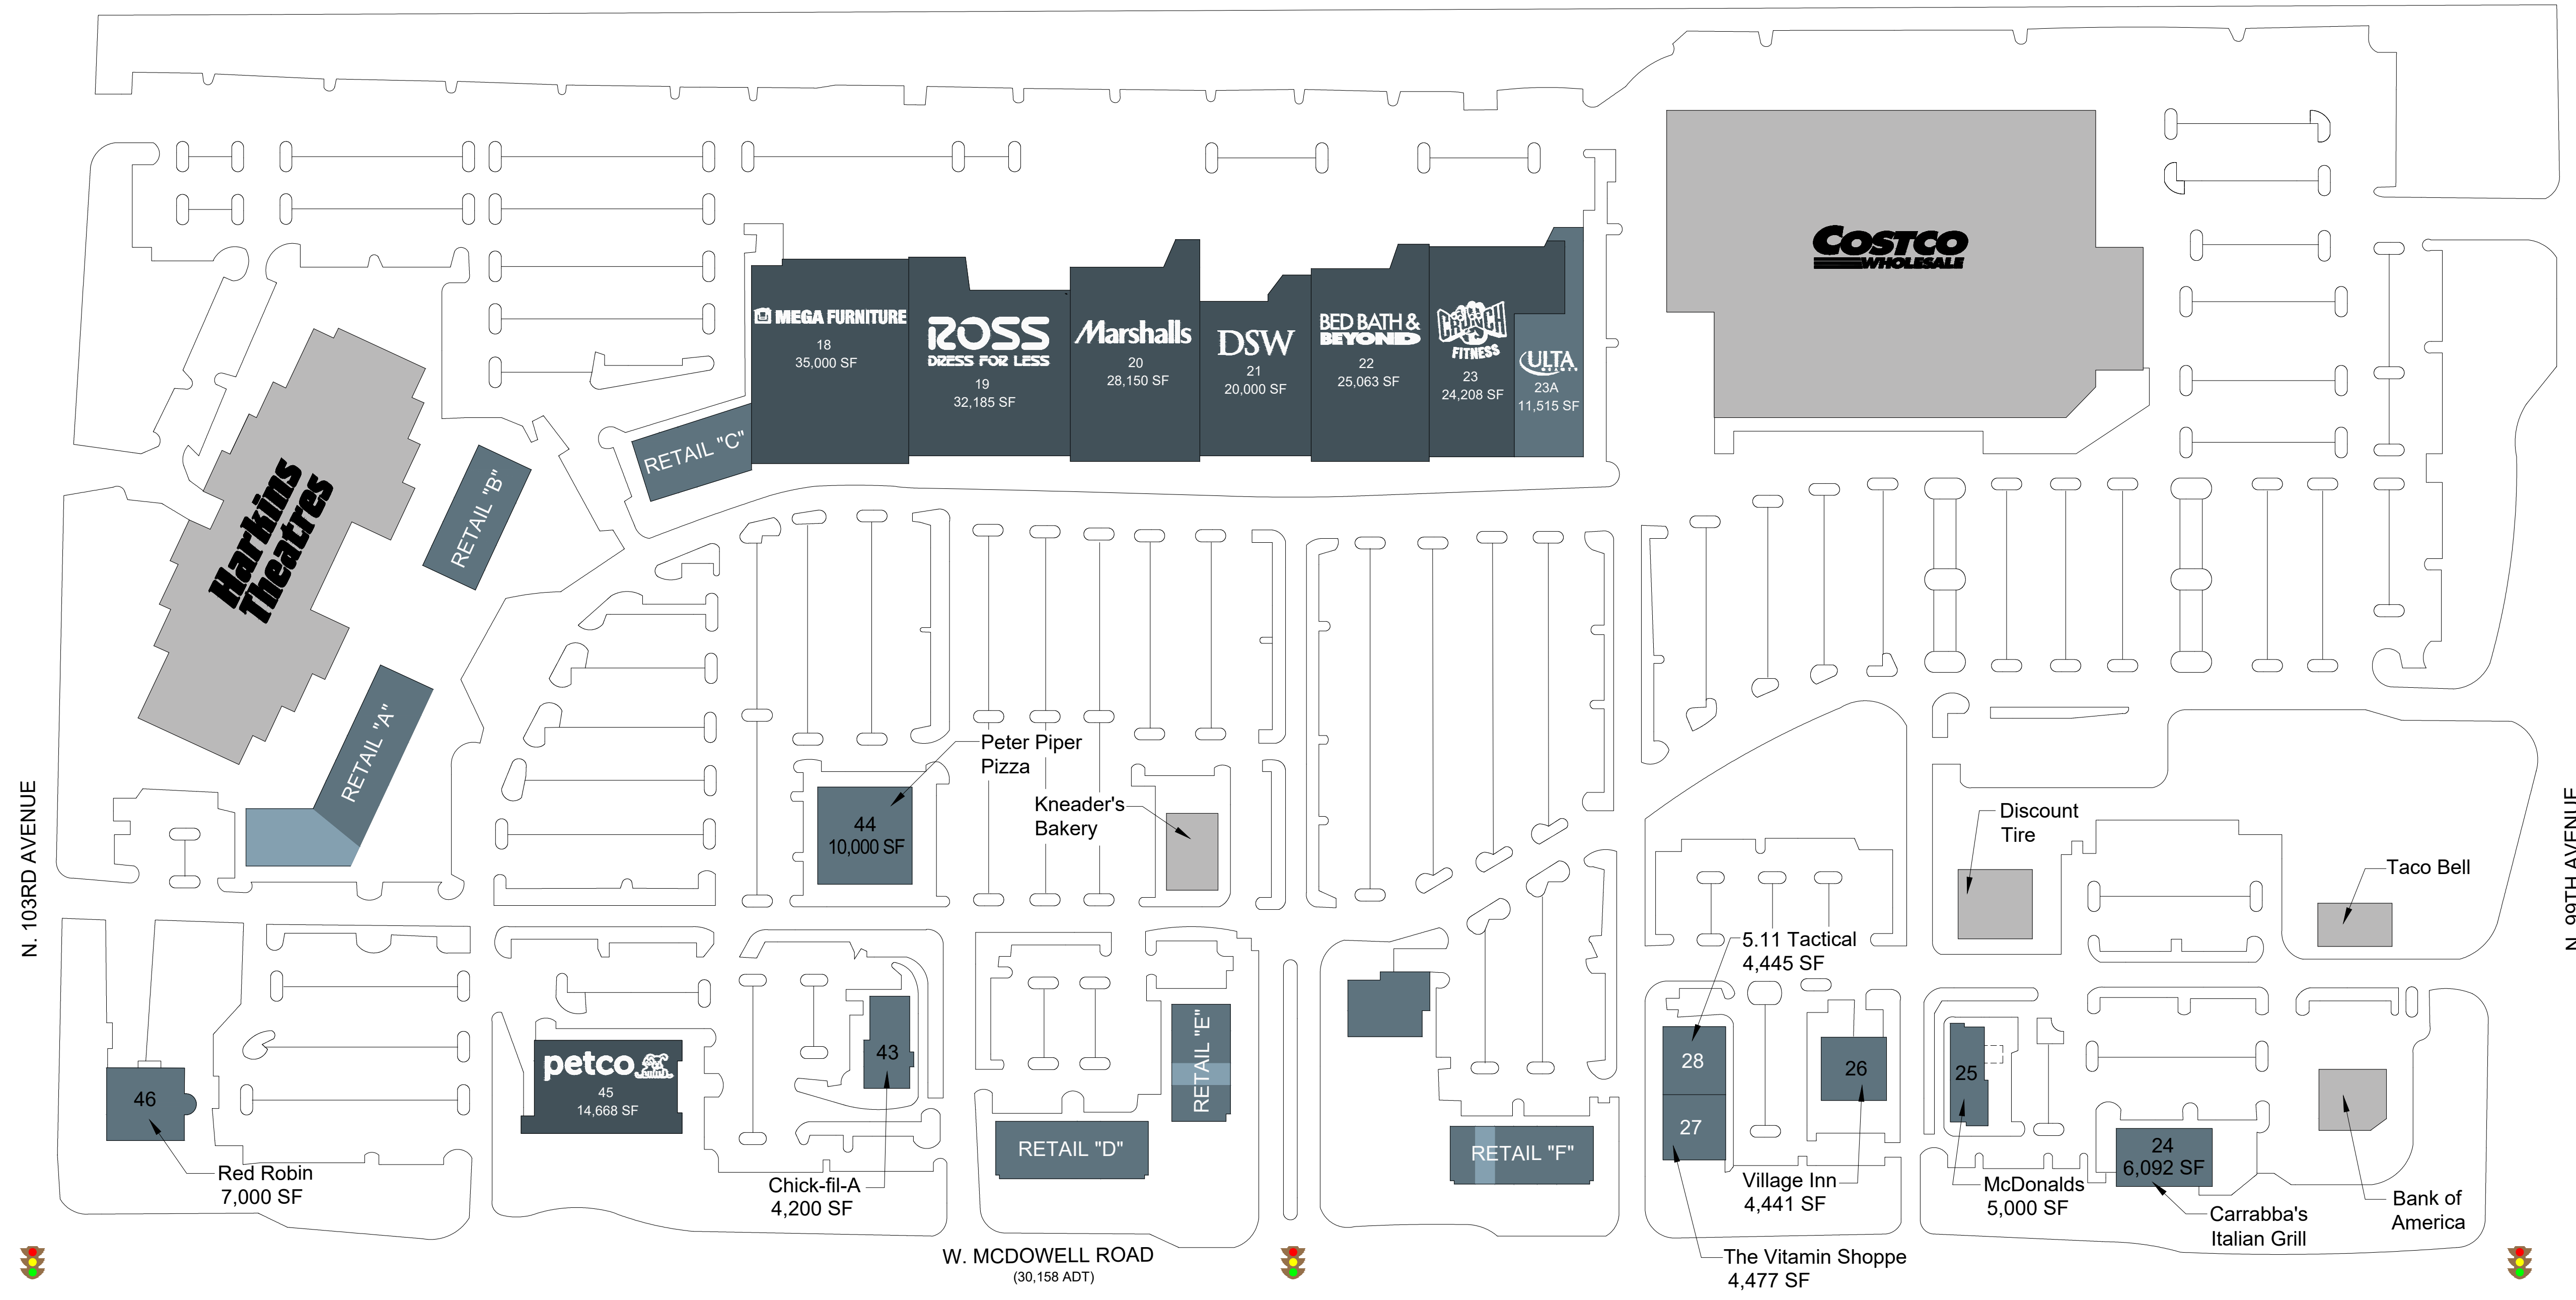 COSTCO
WHOLESALE
MEGA FURNITURE
18
35,000 SF
ROSS
DRESS FOR LESS
19
32,185 SF
Marshalls
20
28,150 SF
DSW
21
20,000 SF
BED BATH &
BEYOND
22
25,063 SF
CRUNCH
FITNESS
23
24,208 SF
ULTA
23A
11,515 SF
RETAIL "C"
RETAIL "B"
Harkins
Theatres
RETAIL "A"
Peter Piper
Pizza
44
10,000 SF
Kneader's
Bakery
Discount
Tire
Taco Bell
N. 103RD AVENUE
N. 99TH AVENUE
5.11 Tactical
4,445 SF
28
27
26
25
24
6,092 SF
46
petco
45
14,668 SF
43
RETAIL "E"
RETAIL "D"
RETAIL "F"
Red Robin
7,000 SF
Chick-fil-A
4,200 SF
Village Inn
4,441 SF
McDonalds
5,000 SF
Carrabba's
Italian Grill
Bank of
America
The Vitamin Shoppe
4,477 SF
W. MCDOWELL ROAD
(30,158 ADT)